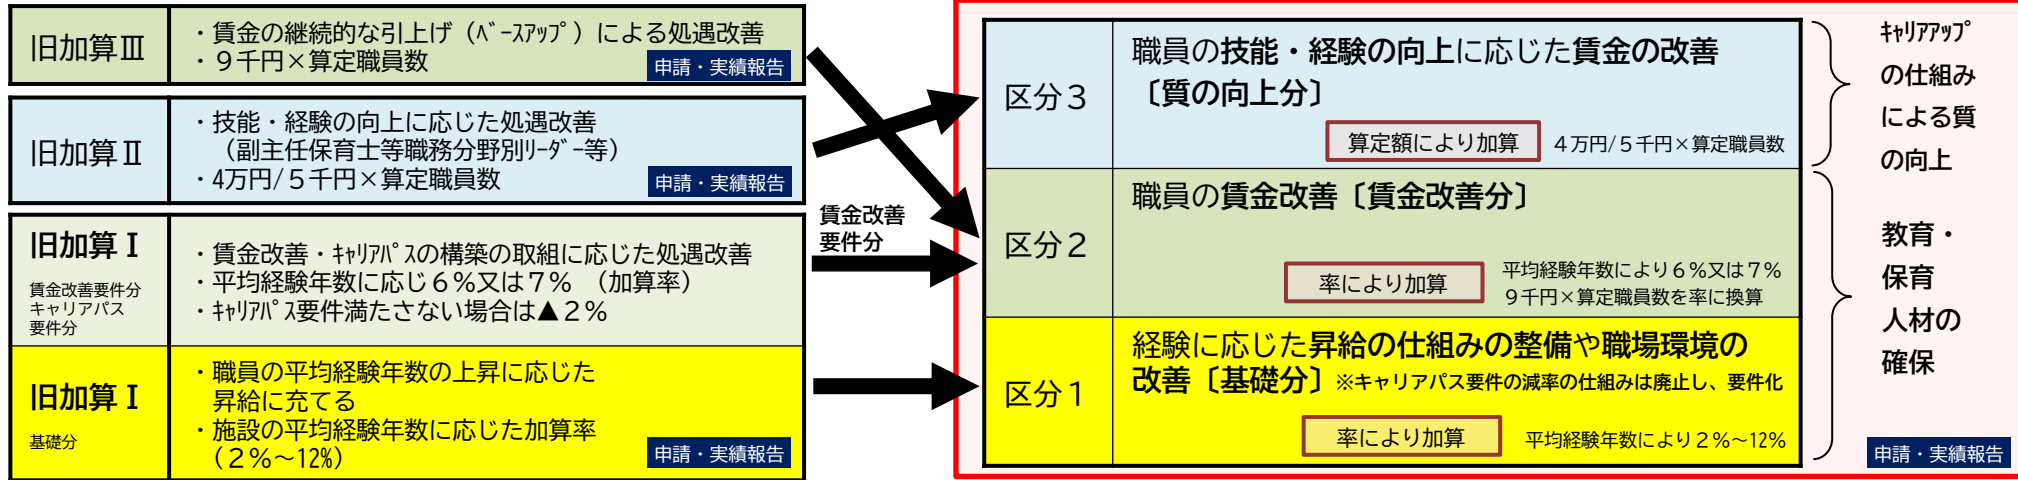 旧加算Ⅲ
・賃金の継続的な引上げ（ﾍﾞｰｽｱｯﾌﾟ）による処遇改善
・９千円×算定職員数
申請・実績報告
旧加算Ⅱ
・技能・経験の向上に応じた処遇改善
（副主任保育士等職務分野別ﾘｰﾀﾞｰ等）
・4万円/５千円×算定職員数
申請・実績報告
旧加算Ⅰ
賃金改善要件分
キャリアパス
要件分
・賃金改善・ｷｬﾘｱﾊﾟｽの構築の取組に応じた処遇改善
・平均経験年数に応じ６％又は７％　（加算率）
・ｷｬﾘｱﾊﾟｽ要件満たさない場合は▲２％
旧加算Ⅰ
基礎分
・職員の平均経験年数の上昇に応じた
昇給に充てる
・施設の平均経験年数に応じた加算率
（２％～12%）
申請・実績報告
賃金改善
要件分
区分３
職員の技能・経験の向上に応じた賃金の改善
〔質の向上分〕
算定額により加算
４万円/５千円×算定職員数
区分２
職員の賃金改善〔賃金改善分〕
率により加算
平均経験年数により６％又は７％
９千円×算定職員数を率に換算
区分１
経験に応じた昇給の仕組みの整備や職場環境の
改善〔基礎分〕※キャリアパス要件の減率の仕組みは廃止し、要件化
率により加算
平均経験年数により２％～12％
ｷｬﾘｱｱｯﾌﾟ
の仕組み
による質
の向上
教育・
保育
人材の
確保
申請・実績報告